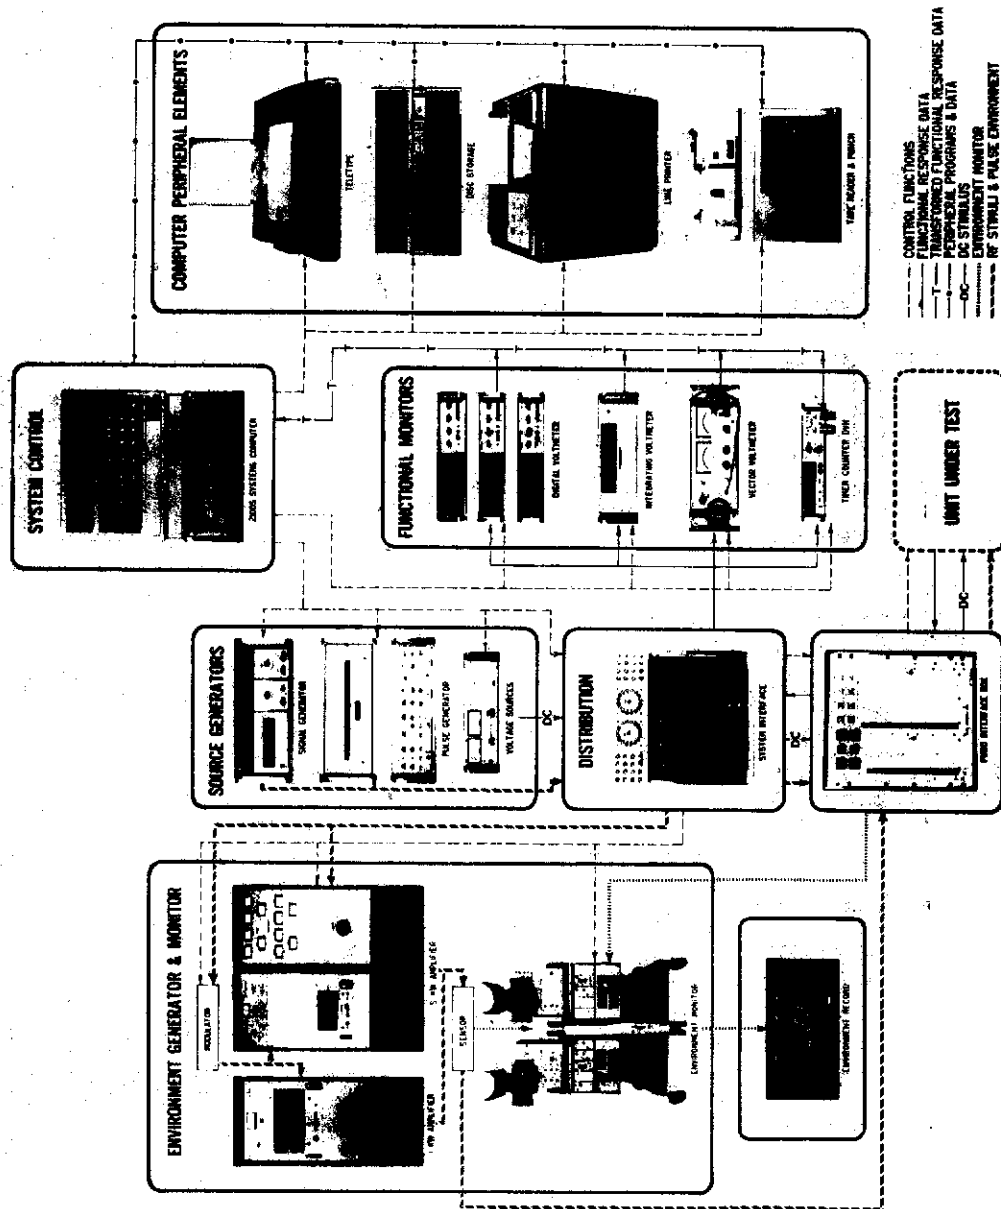 SYSTEM CONTROL
COMPUTER PERIPHERAL ELEMENTS
TELETYPE
DISC STORAGE
LINE PRINTER
TAPE READER & PUNCH
SYSTEMS COMPUTER
SOURCE GENERATORS
SIGNAL GENERATOR
PULSE GENERATOR
VOLTAGE SOURCES
DC
FUNCTIONAL MONITORS
DIGITAL VOLTMETER
INTEGRATING VOLTMETER
VECTOR VOLTMETER
TIMER COUNTER DVM
ENVIRONMENT GENERATOR & MONITOR
MODULATOR
AMPLIFIER
AMPLIFIER
SENSOR
ENVIRONMENT MONITOR
ENVIRONMENT RECORD
DISTRIBUTION
SYSTEM INTERFACE
DC
INTERFACE BOX
DC
UNIT UNDER TEST
CONTROL FUNCTIONS
FUNCTIONAL RESPONSE DATA
T TRANSFORMED FUNCTIONAL RESPONSE DATA
PERIPHERAL PROGRAMS & DATA
DC DC STIMULUS
ENVIRONMENT MONITOR
RF STIMULI & PULSE ENVIRONMENT